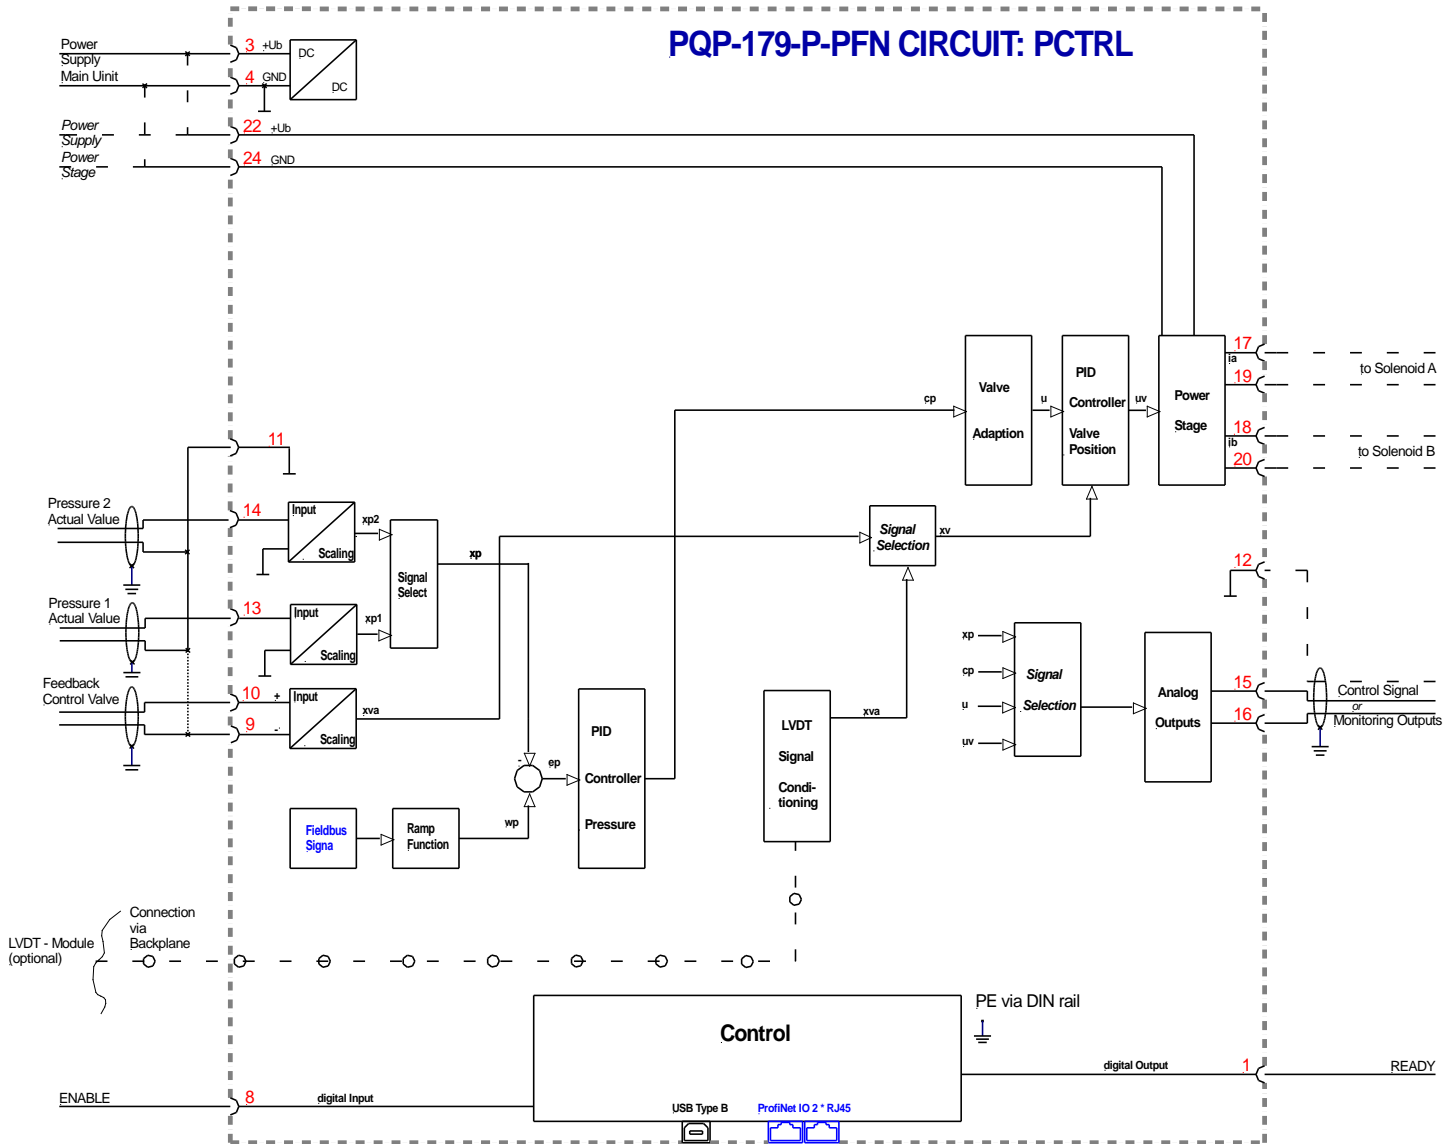 PQP-179-P-PFN CIRCUIT: PCTRL
Power
Supply
Main Uinit
3 +Ub
4 GND
DC
DC
Power
Supply
Power
Stage
22 +Ub
24 GND
17
ia
19
to Solenoid A
18
ib
20
to Solenoid B
cp
Valve
Adaption
u
PID
Controller
Valve
Position
uv
Power
Stage
11
Pressure 2
Actual Value
14
Input
Scaling
xp2
Signal
Select
xp
Signal
Selection
xv
12
Pressure 1
Actual Value
13
Input
Scaling
xp1
Feedback
Control Valve
10 +
9 -
Input
Scaling
xva
xp
cp
u
uv
Signal
Selection
Analog
Outputs
15
16
Control Signal
or
Monitoring Outputs
LVDT
Signal
Condi-
tioning
xva
PID
Controller
Pressure
-
ep
wp
Fieldbus
Signa
Ramp
Function
LVDT - Module
(optional)
Connection
via
Backplane
PE via DIN rail
Control
digital Output
1
READY
ENABLE
8
digital Input
USB Type B
ProfiNet IO 2 * RJ45